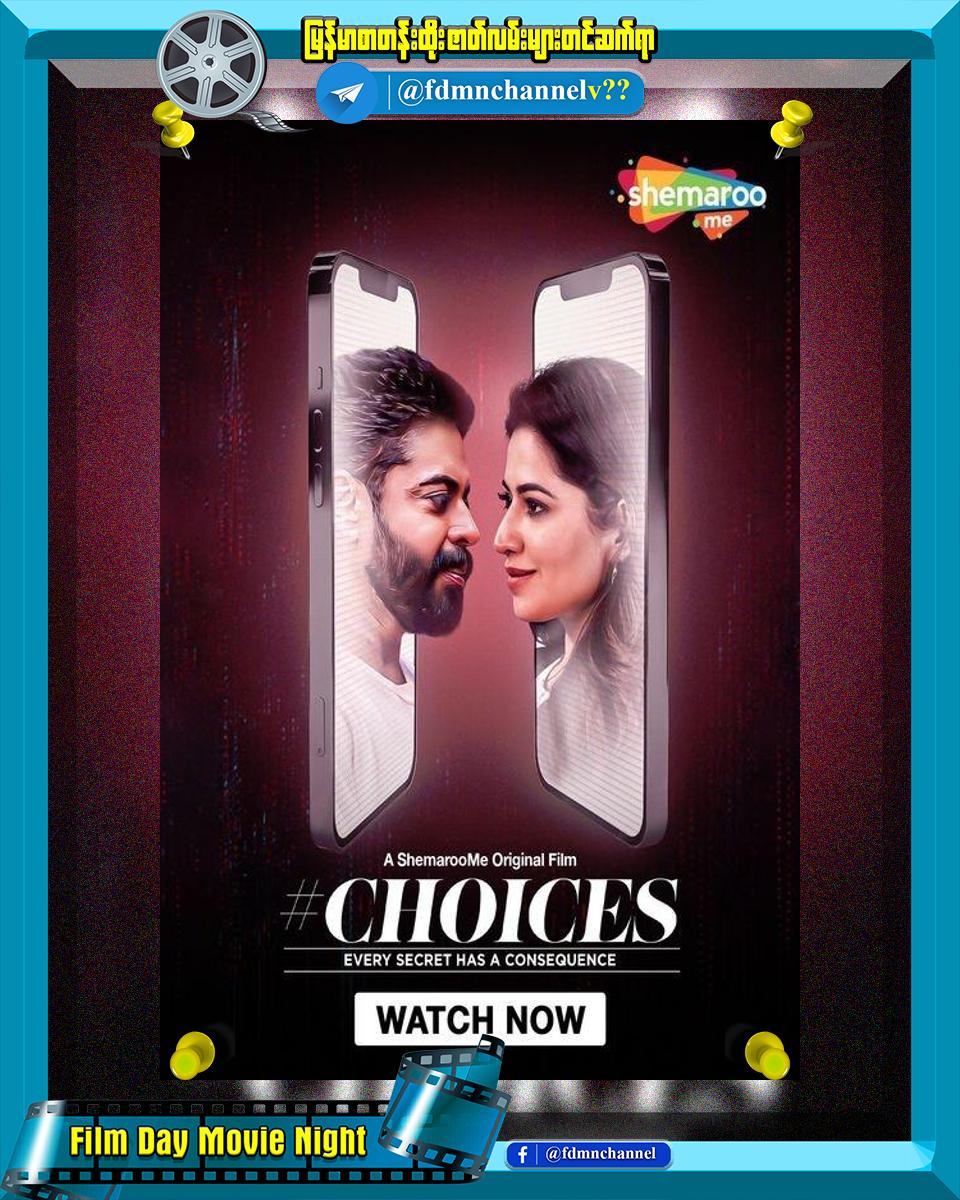 မြန်မာစာတန်းထိုးဇာတ်လမ်းများတင်ဆက်ရာ
@fdmnchannelv??
shemaroo
me
A ShemarooMe Original Film
#CHOICES
EVERY SECRET HAS A CONSEQUENCE
WATCH NOW
Film Day Movie Night
f @fdmnchannel